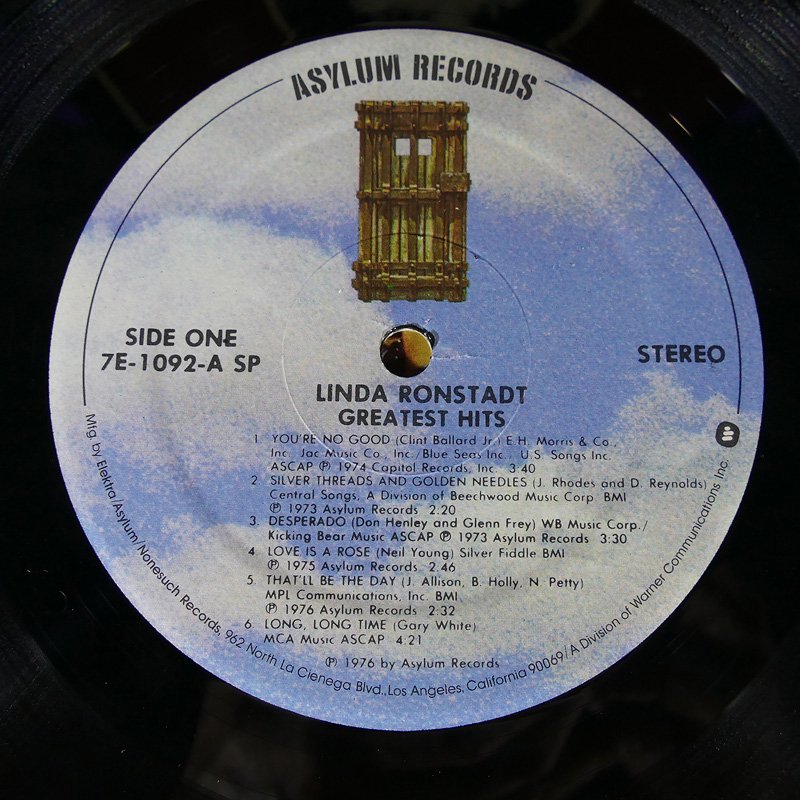 ASYLUM RECORDS
SIDE ONE
7E-1092-A SP
STEREO
LINDA RONSTADT
GREATEST HITS
1. YOU'RE NO GOOD (Clint Ballard Jr.) E.H. Morris & Co.,
Inc. Jac Music Co., Inc./Blue Seas Inc., U.S. Songs Inc.
ASCAP ℗ 1974 Capitol Records, Inc. 3:40
2. SILVER THREADS AND GOLDEN NEEDLES (J. Rhodes and D. Reynolds)
Central Songs, A Division of Beechwood Music Corp. BMI
℗ 1973 Asylum Records 2:20
3. DESPERADO (Don Henley and Glenn Frey) WB Music Corp./
Kicking Bear Music ASCAP ℗ 1973 Asylum Records 3:30
4. LOVE IS A ROSE (Neil Young) Silver Fiddle BMI
℗ 1975 Asylum Records 2.46
5. THAT'LL BE THE DAY (J. Allison, B. Holly, N. Petty)
MPL Communications, Inc. BMI
℗ 1976 Asylum Records 2:32
6. LONG, LONG TIME (Gary White)
MCA Music ASCAP 4:21
℗ 1976 by Asylum Records
Mfg. by Elektra/Asylum/Nonesuch Records, 962 North La Cienega Blvd., Los Angeles, California 90069/A Division of Warner Communications Inc.